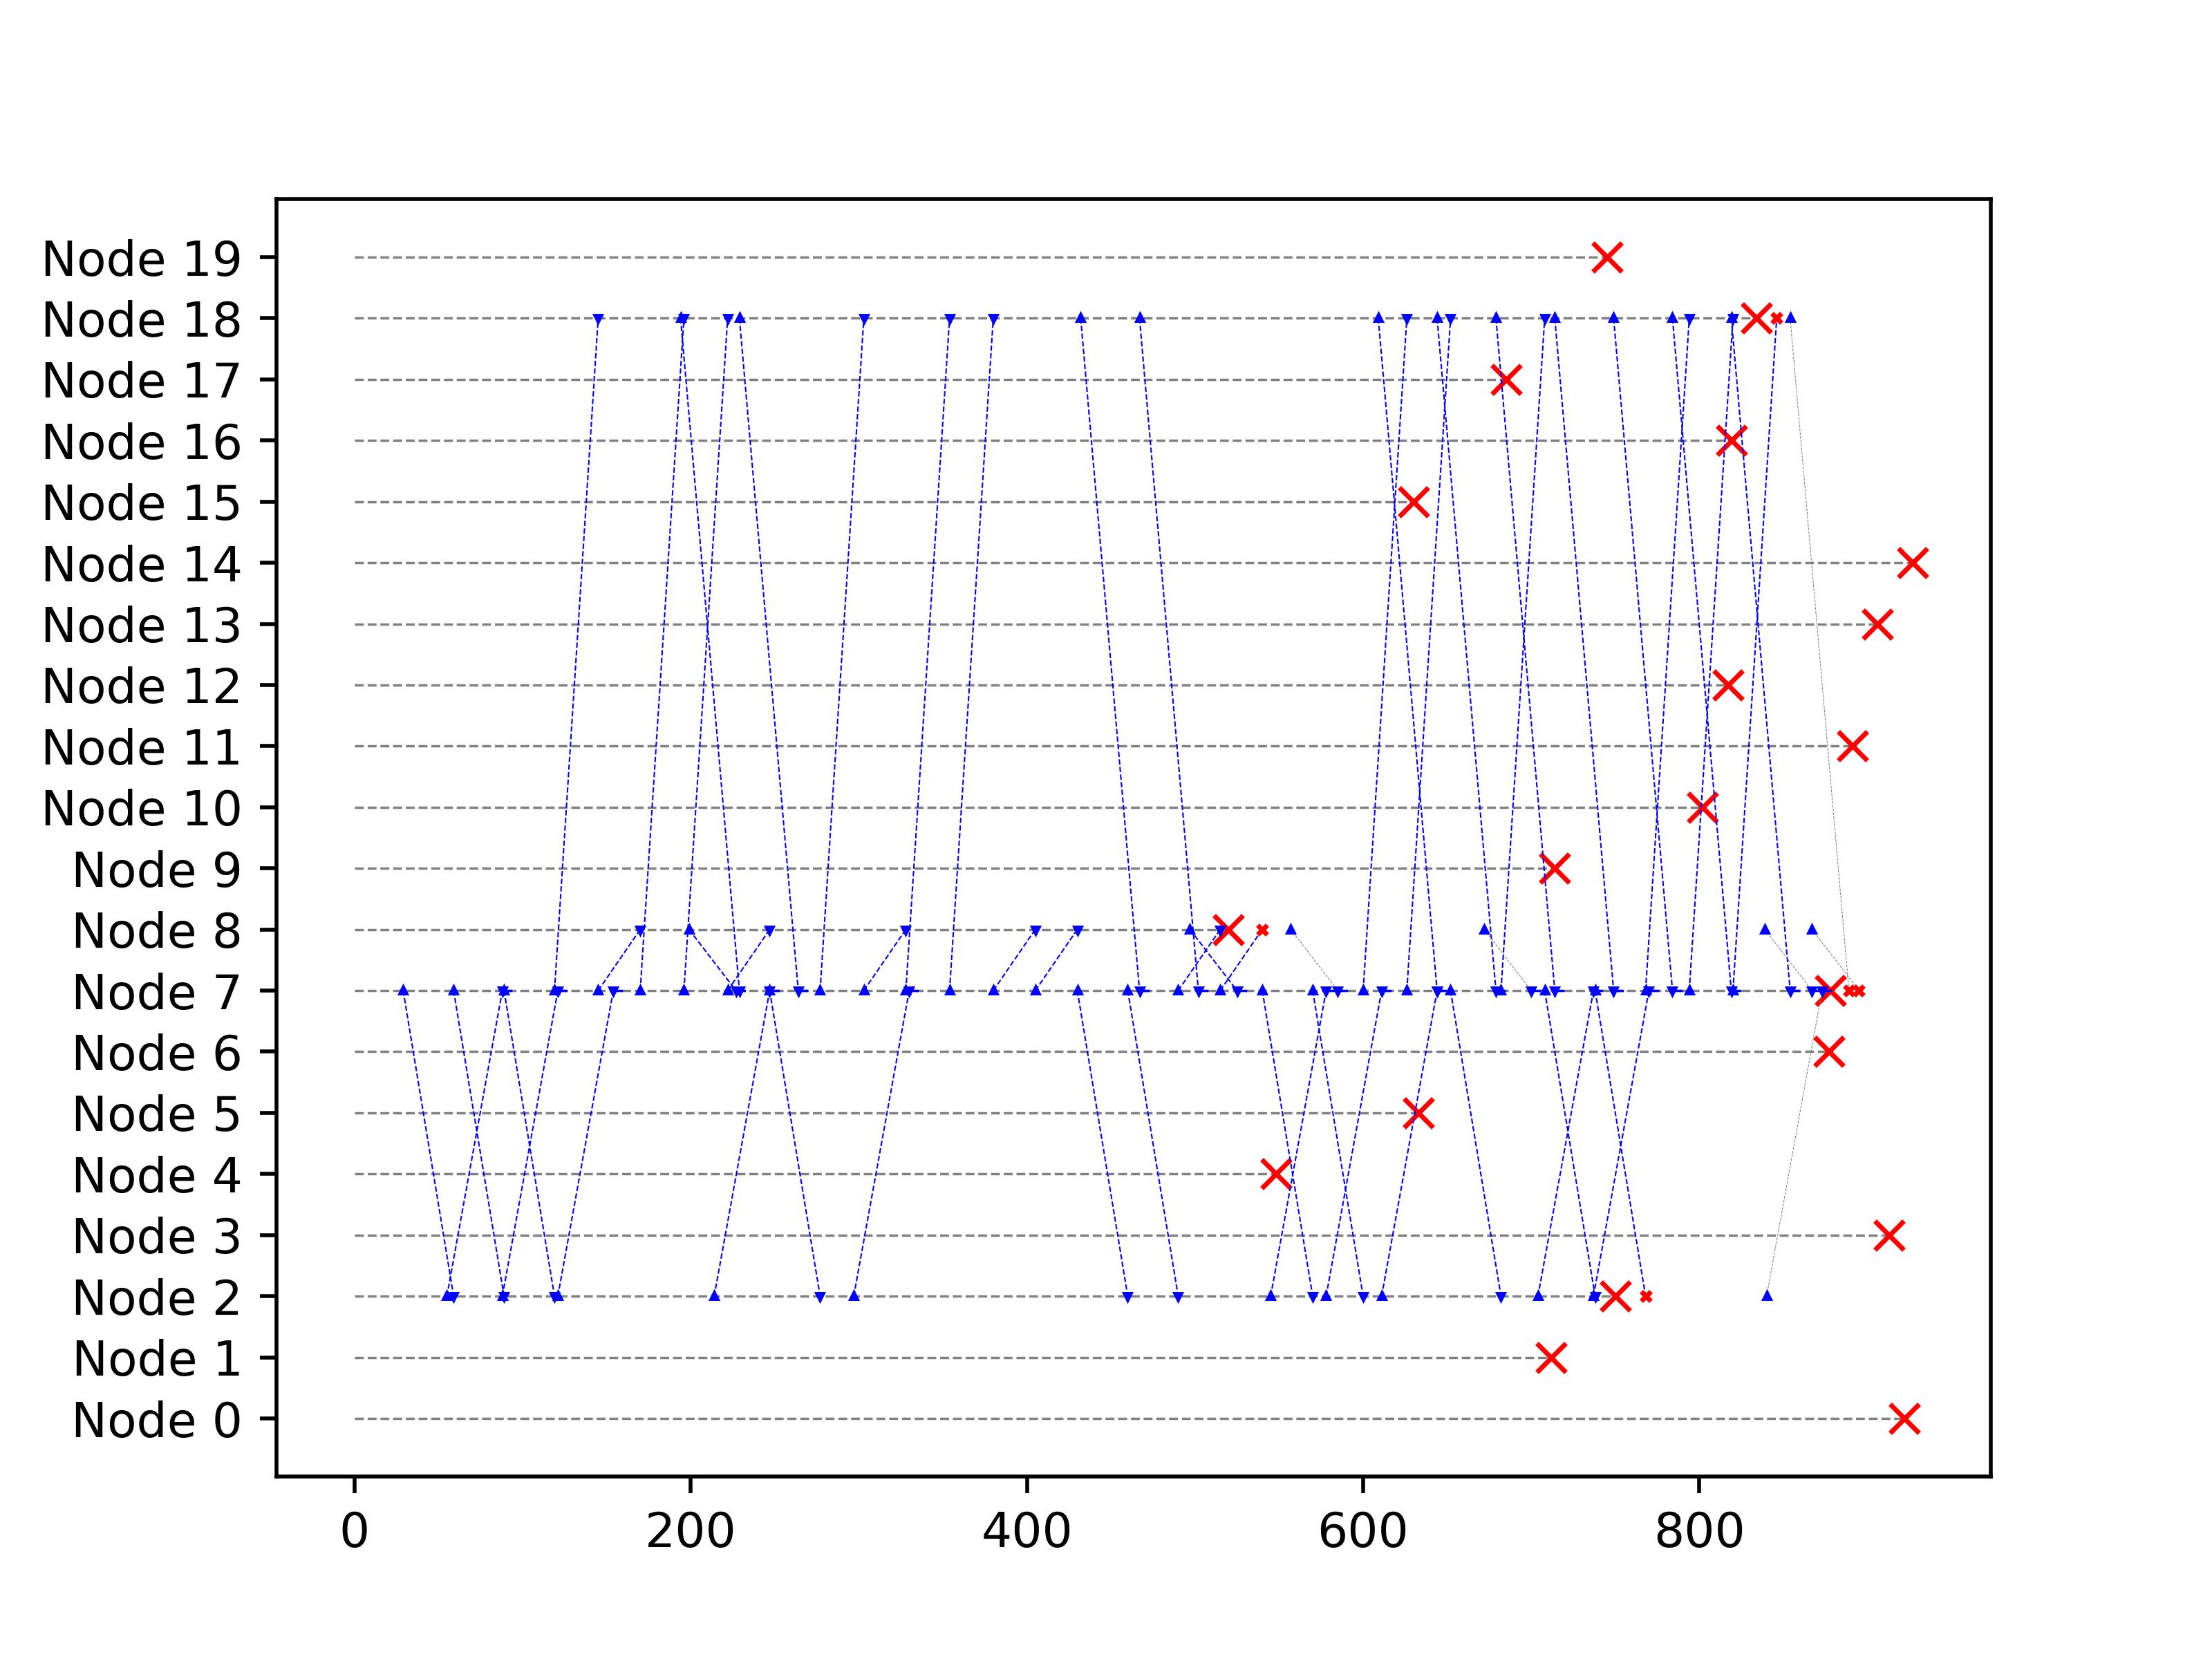 Node 19
Node 18
Node 17
Node 16
Node 15
Node 14
Node 13
Node 12
Node 11
Node 10
Node 9
Node 8
Node 7
Node 6
Node 5
Node 4
Node 3
Node 2
Node 1
Node 0
0 200 400 600 800